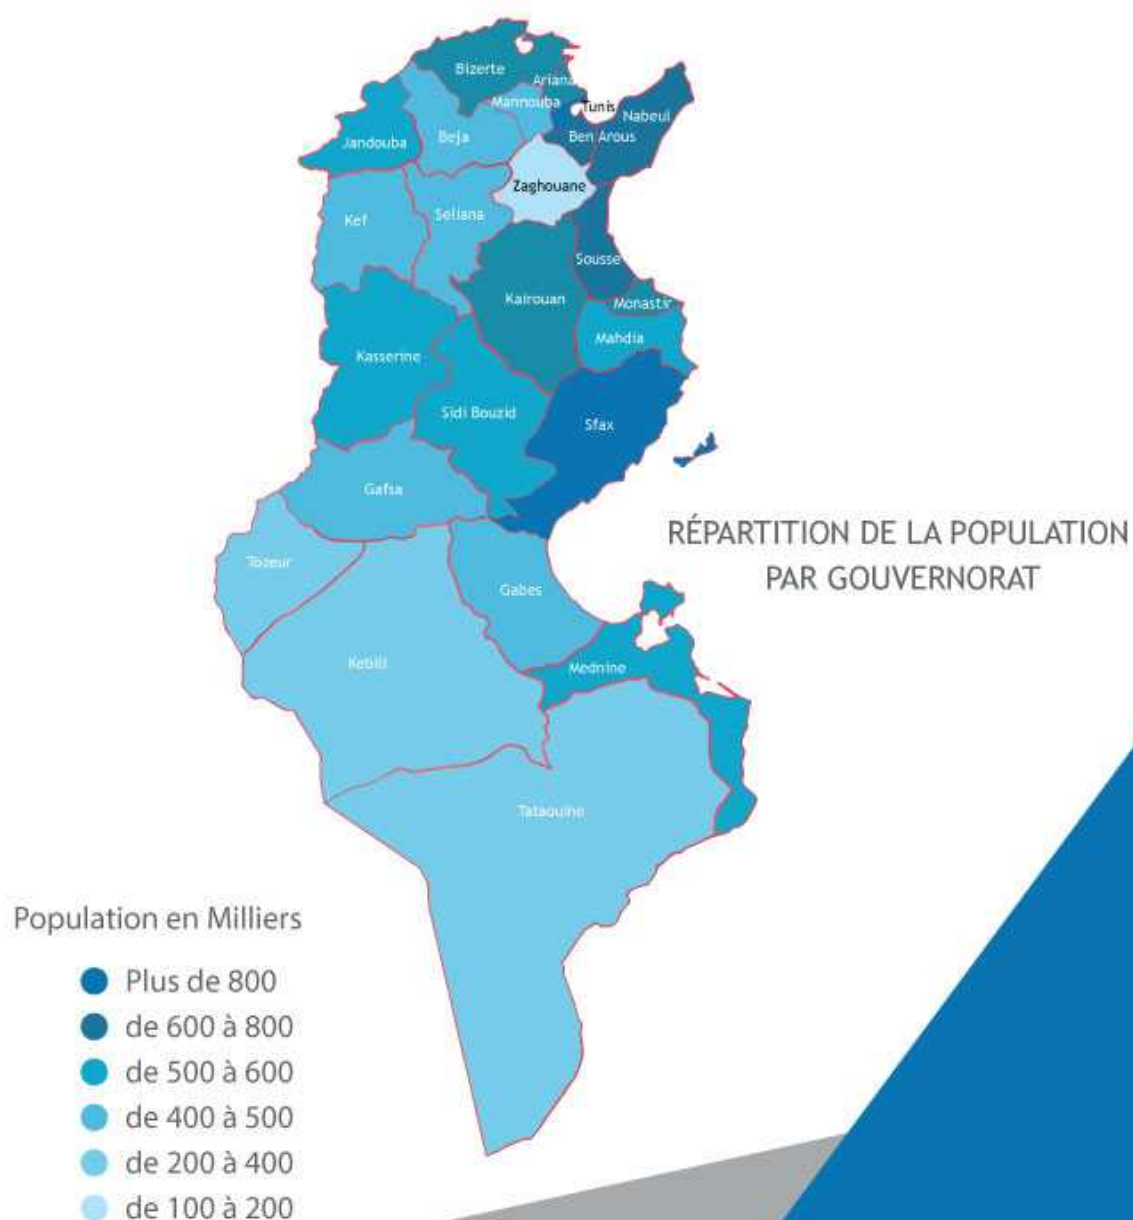 Bizerte
Ariana
Mannouba
Tunis
Nabeul
Jandouba
Beja
Ben Arous
Zaghouane
Kef
Seliana
Sousse
Kairouan
Monastir
Mahdia
Kasserine
Sidi Bouzid
Sfax
Gafsa
RÉPARTITION DE LA POPULATION
PAR GOUVERNORAT
Tozeur
Gabes
Kebili
Mednine
Tataouine
Population en Milliers
Plus de 800
de 600 à 800
de 500 à 600
de 400 à 500
de 200 à 400
de 100 à 200